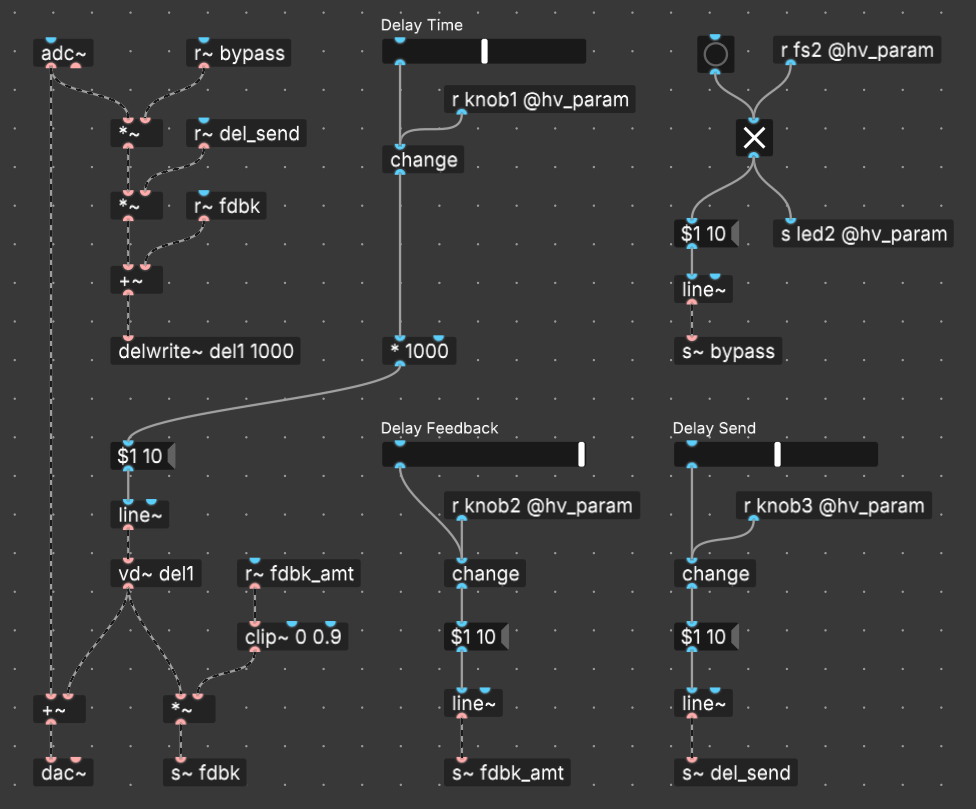 Delay Time
adc~
r~ bypass
r fs2 @hv_param
r knob1 @hv_param
*~
r~ del_send
change
*~
r~ fdbk
$1 10
s led2 @hv_param
+~
line~
delwrite~ del1 1000
* 1000
s~ bypass
Delay Feedback
Delay Send
$1 10
r knob2 @hv_param
r knob3 @hv_param
line~
vd~ del1
r~ fdbk_amt
change
change
clip~ 0 0.9
$1 10
$1 10
+~
*~
line~
line~
dac~
s~ fdbk
s~ fdbk_amt
s~ del_send